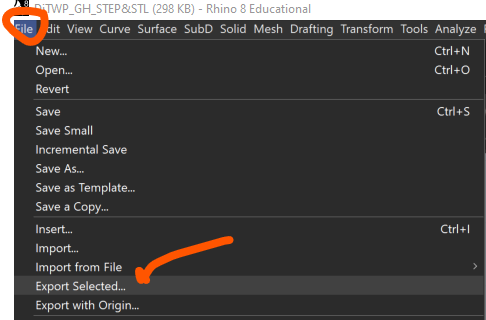 DiTWP_GH_STEP&STL (298 KB) - Rhino 8 Educational
File Edit View Curve Surface SubD Solid Mesh Drafting Transform Tools Analyze
New... Ctrl+N
Open... Ctrl+O
Revert
Save Ctrl+S
Save Small
Incremental Save
Save As...
Save as Template...
Save a Copy...
Insert... Ctrl+I
Import...
Import from File
Export Selected...
Export with Origin...